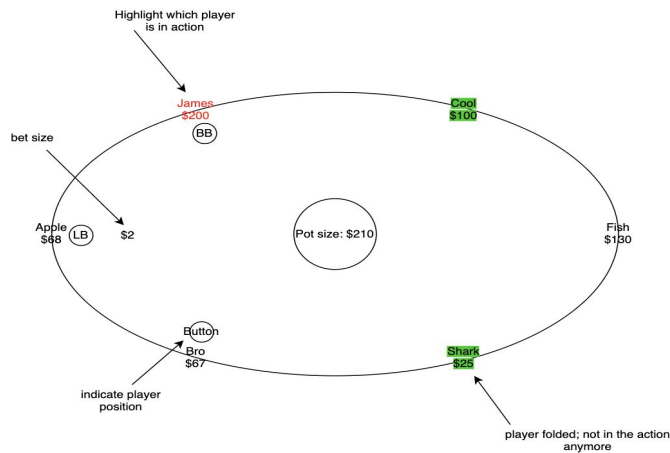 Highlight which player
is in action
James
$200
BB
Cool
$100
bet size
Apple
$68
LB
$2
Pot size: $210
Fish
$130
Button
Bro
$67
Shark
$25
indicate player
position
player folded; not in the action
anymore